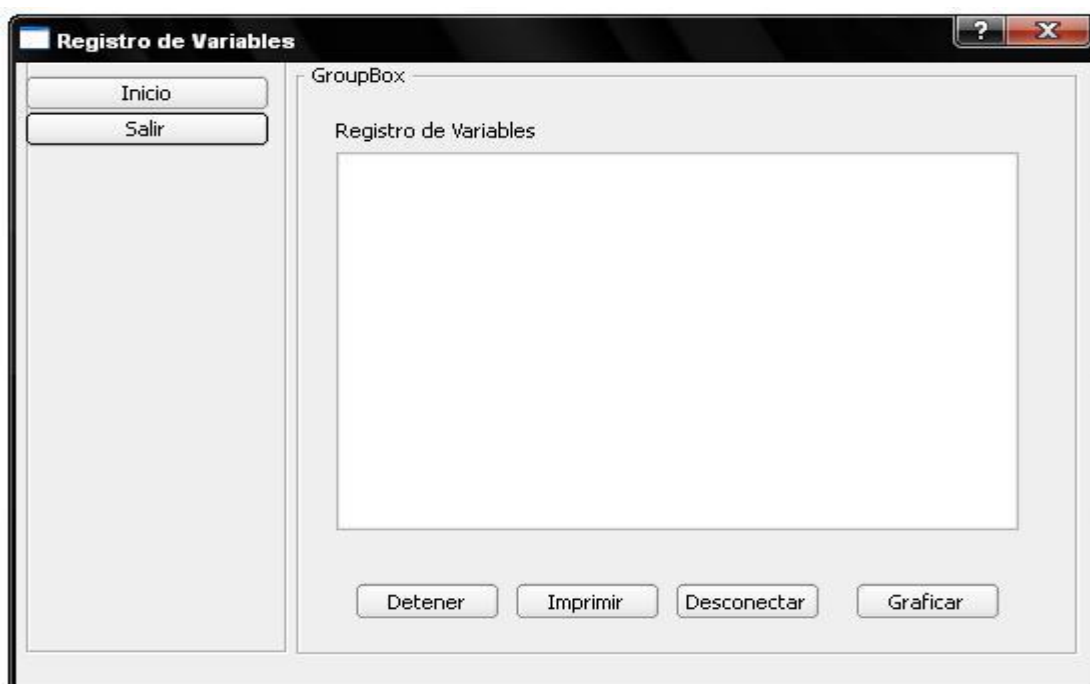 Registro de Variables
?
X
Inicio
Salir
GroupBox
Registro de Variables
Detener
Imprimir
Desconectar
Graficar